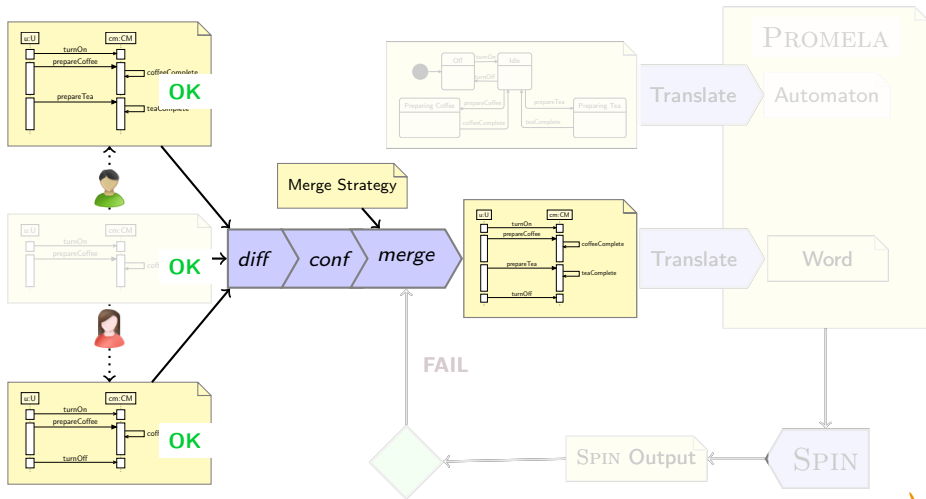 u:U cm:CM
turnOn
prepareCoffee
coffeeComplete
prepareTea
teaComplete
OK
u:U cm:CM
turnOn
prepareCoffee
OK
u:U cm:CM
turnOn
prepareCoffee
turnOff
OK
Merge Strategy
diff conf merge
u:U cm:CM
turnOn
prepareCoffee
coffeeComplete
prepareTea
teaComplete
turnOff
Off
turnOn
Idle
turnOff
Preparing Coffee
prepareCoffee
coffeeComplete
prepareTea
teaComplete
Preparing Tea
Translate
PROMELA
Automaton
Translate
Word
FAIL
SPIN Output
SPIN